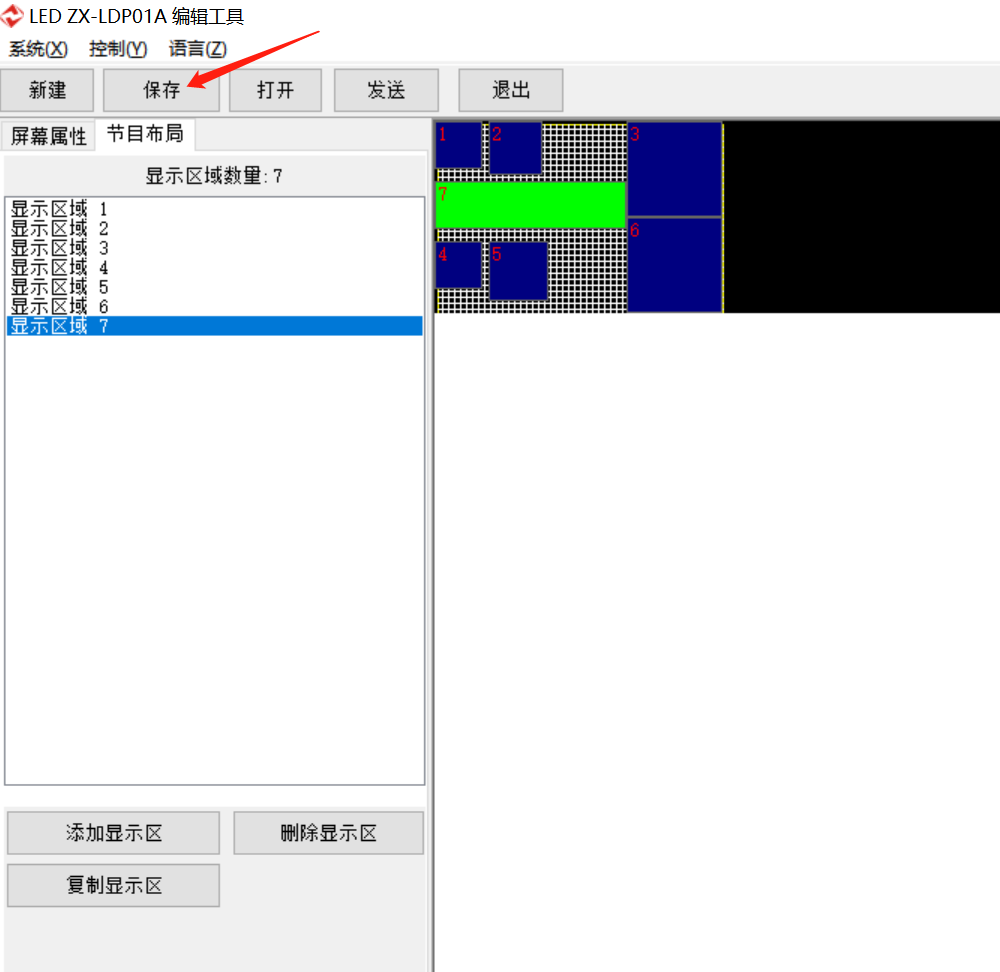 LED ZX-LDP01A 编辑工具
系统(X) 控制(Y) 语言(Z)
新建 保存 打开 发送 退出
屏幕属性 节目布局
显示区域数量:7
显示区域 1
显示区域 2
显示区域 3
显示区域 4
显示区域 5
显示区域 6
显示区域 7
添加显示区 删除显示区
复制显示区
1 2 3
7
6
4 5